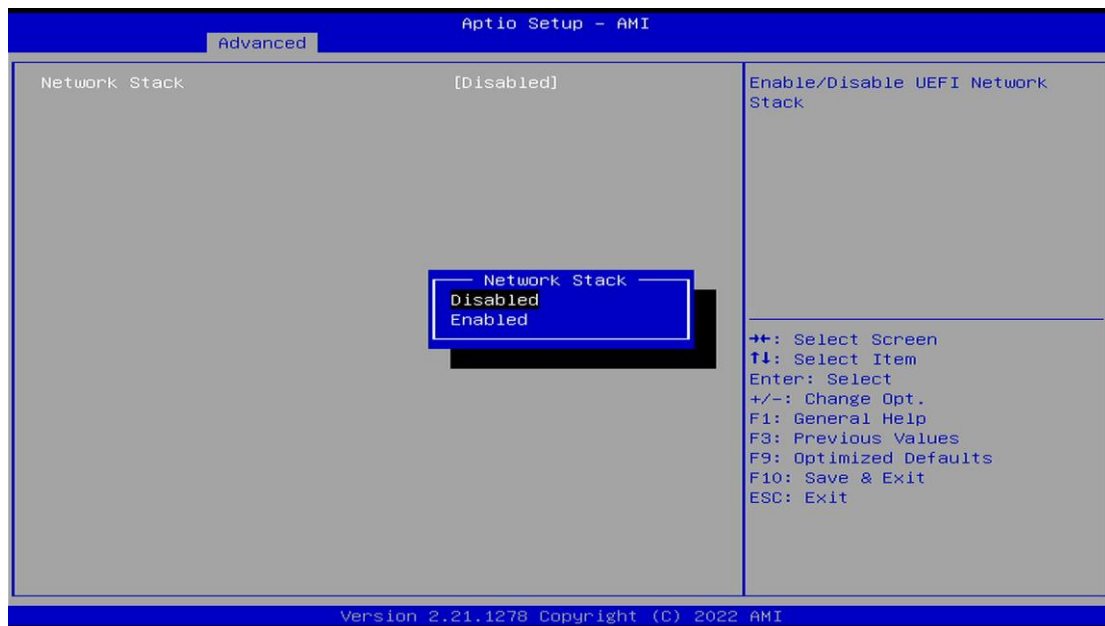 Aptio Setup – AMI
Advanced
Network Stack [Disabled]
Enable/Disable UEFI Network
Stack
Network Stack
Disabled
Enabled
→←: Select Screen
↑↓: Select Item
Enter: Select
+/-: Change Opt.
F1: General Help
F3: Previous Values
F9: Optimized Defaults
F10: Save & Exit
ESC: Exit
Version 2.21.1278 Copyright (C) 2022 AMI